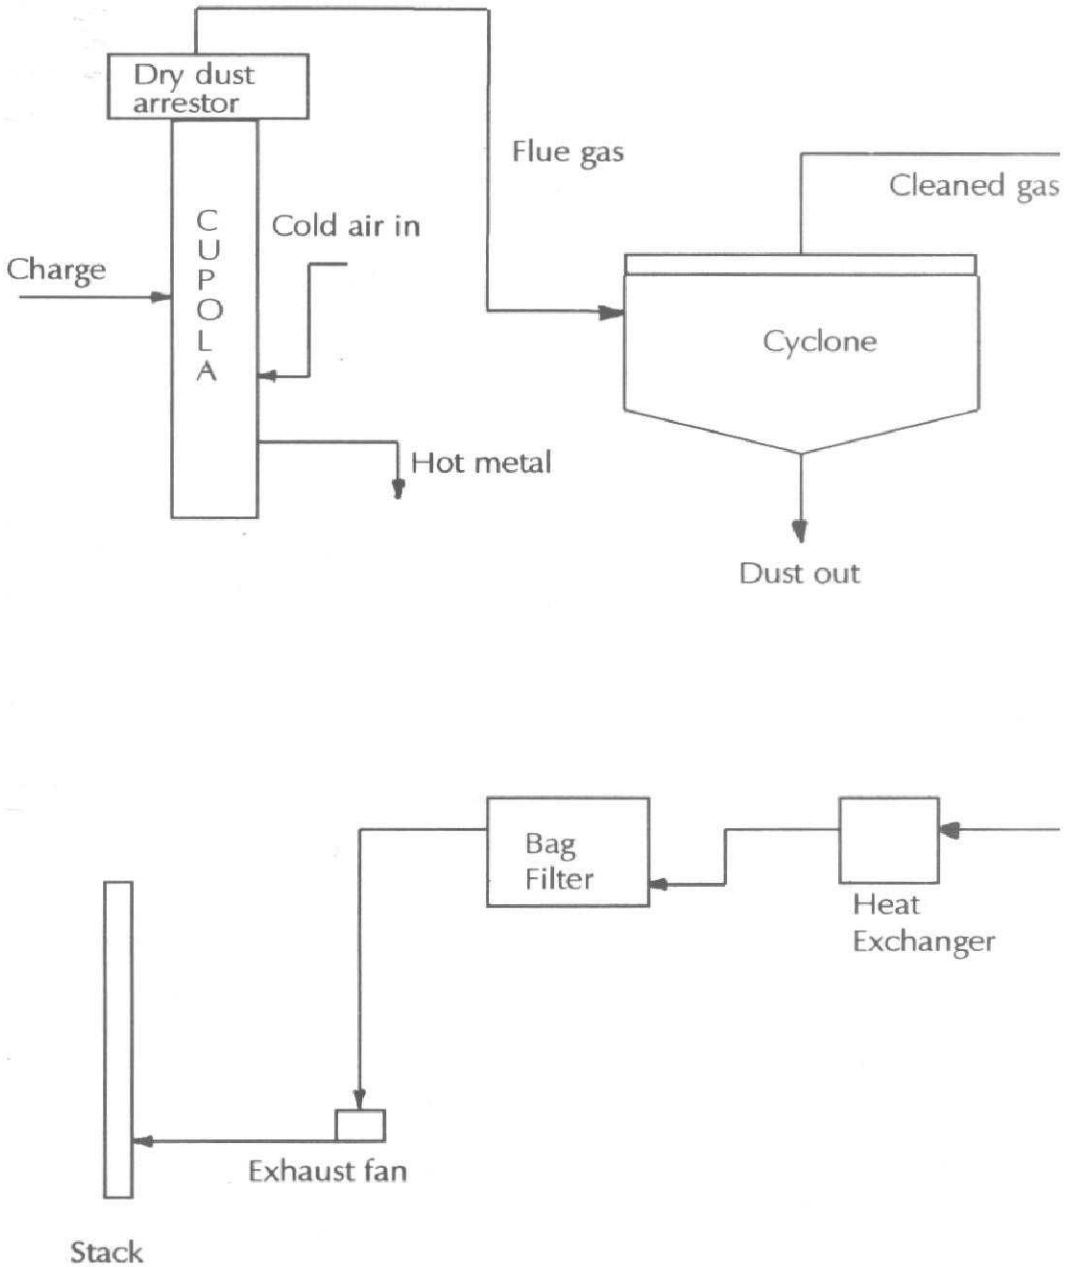 Dry dust
arrestor
Flue gas
Cleaned gas
CUPOLA
Cold air in
Charge
Cyclone
Hot metal
Dust out
Bag
Filter
Heat
Exchanger
Exhaust fan
Stack